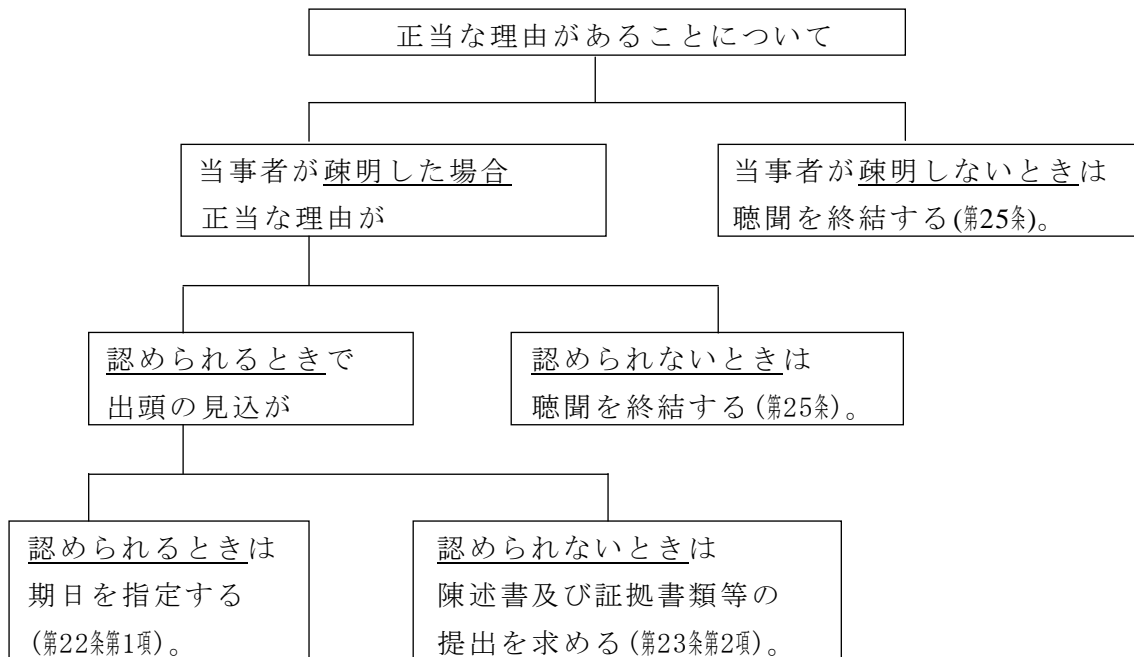 正当な理由があることについて
当事者が疎明した場合
正当な理由が
当事者が疎明しないときは
聴聞を終結する(第25条)。
認められるときで
出頭の見込が
認められないときは
聴聞を終結する(第25条)。
認められるときは
期日を指定する
(第22条第1項)。
認められないときは
陳述書及び証拠書類等の
提出を求める(第23条第2項)。